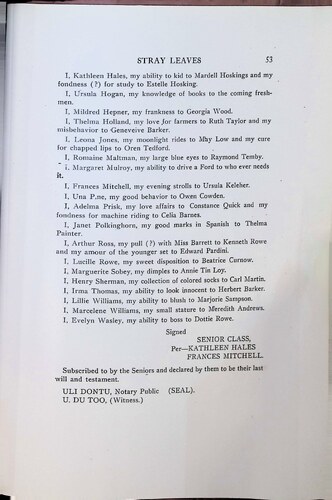 STRAY LEAVES 53
I, Kathleen Hales, my ability to kid to Mardell Hoskings and my
fondness (?) for study to Estelle Hosking.
I, Ursula Hogan, my knowledge of books to the coming fresh-
men.
I, Mildred Hepner, my frankness to Georgia Wood.
I, Thelma Holland, my love for farmers to Ruth Taylor and my
misbehavior to Geneveive Barker.
I, Leona Jones, my moonlight rides to May Low and my cure
for chapped lips to Oren Tedford.
I, Romaine Maltman, my large blue eyes to Raymond Temby.
I. Margaret Mulroy, my ability to drive a Ford to who ever needs
it.
I, Frances Mitchell, my evening strolls to Ursula Keleher.
I, Una Pine, my good behavior to Owen Cowden.
I, Adelma Prisk, my love affairs to Constance Quick and my
fondness for machine riding to Celia Barnes.
I, Janet Polkinghorn, my good marks in Spanish to Thelma
Painter.
I, Arthur Ross, my pull (?) with Miss Barrett to Kenneth Rowe
and my amour of the younger set to Edward Pardini.
I, Lucille Rowe, my sweet disposition to Beatrice Curnow.
I, Marguerite Sobey, my dimples to Annie Tin Loy.
I, Henry Sherman, my collection of colored socks to Carl Martin.
I, Irma Thomas, my ability to look innocent to Herbert Barker.
I, Lillie Williams, my ability to blush to Marjorie Sampson.
I, Marcelene Williams, my small stature to Meredith Andrews.
I, Evelyn Wasley, my ability to boss to Dottie Rowe.
Signed
SENIOR CLASS,
Per—KATHLEEN HALES
FRANCES MITCHELL.
Subscribed to by the Seniors and declared by them to be their last
will and testament.
ULI DONTU, Notary Public (SEAL).
U. DU TOO, (Witness.)